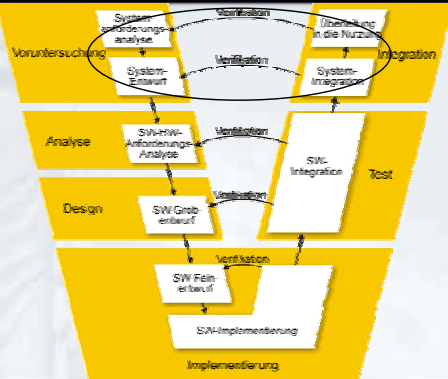 System-
anforderungs-
analyse
Verifikation
Überleitung
in die Nutzung
Voruntersuchung
Integration
System-
Entwurf
Verifikation
System-
Integration
Analyse
SW-HW-
Anforderungs-
Analyse
Verifikation
SW-
Integration
Test
Design
SW-Grob-
entwurf
Verifikation
SW-Fein-
entwurf
Verifikation
SW-Implementierung
Implementierung